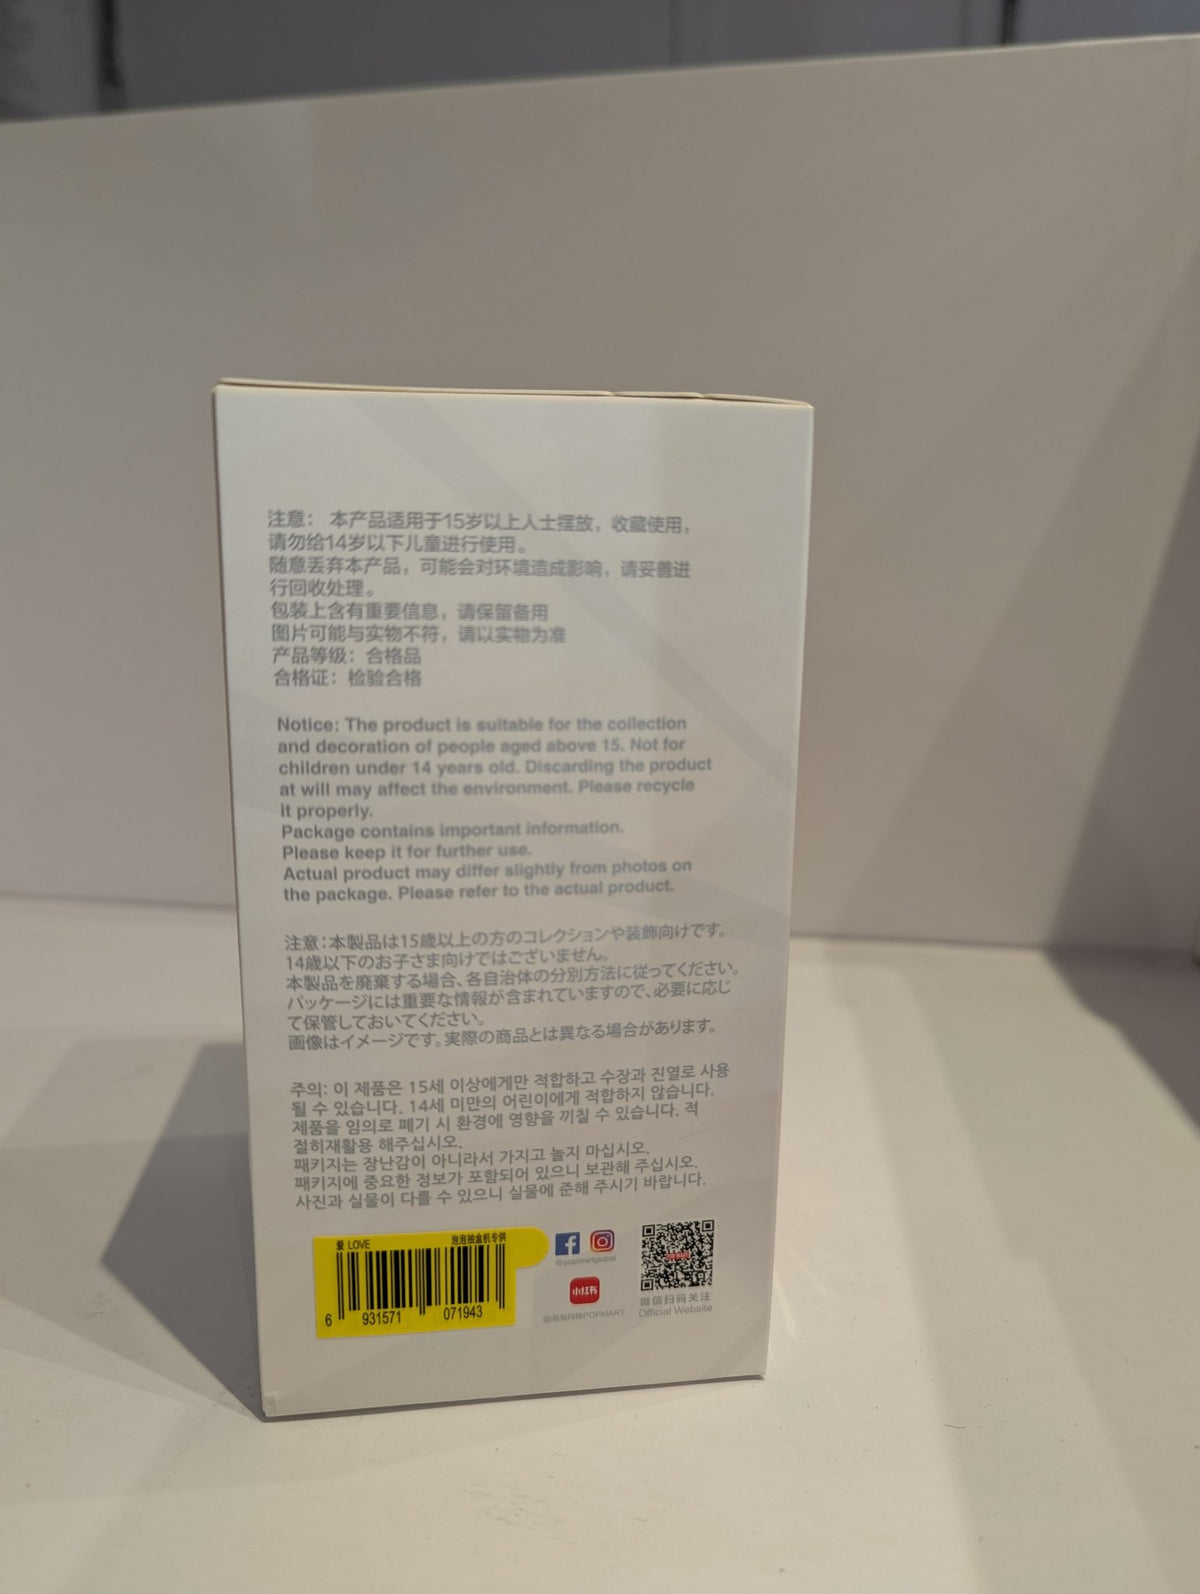 注意： 本产品适用于15岁以上人士摆放，收藏使用，
请勿给14岁以下儿童进行使用。
随意丢弃本产品，可能会对环境造成影响，请妥善进
行回收处理。
包装上含有重要信息，请保留备用
图片可能与实物不符，请以实物为准
产品等级：合格品
合格证：检验合格
Notice: The product is suitable for the collection
and decoration of people aged above 15. Not for
children under 14 years old. Discarding the product
at will may affect the environment. Please recycle
it properly.
Package contains important information.
Please keep it for further use.
Actual product may differ slightly from photos on
the package. Please refer to the actual product.
注意：本製品は15歳以上の方のコレクションや装飾向けです。
14歳以下のお子さま向けではございません。
本製品を廃棄する場合、各自治体の分別方法に従ってください。
パッケージには重要な情報が含まれていますので、必要に応じ
て保管しておいてください。
画像はイメージです。実際の商品とは異なる場合があります。
주의: 이 제품은 15세 이상에게만 적합하고 수장과 진열로 사용
될 수 있습니다. 14세 미만의 어린이에게 적합하지 않습니다.
제품을 임의로 폐기 시 환경에 영향을 끼칠 수 있습니다. 적
절히재활용 해주십시오.
패키지는 장난감이 아니라서 가지고 놀지 마십시오.
패키지에 중요한 정보가 포함되어 있으니 보관해 주십시오.
사진과 실물이 다를 수 있으니 실물에 준해 주시기 바랍니다.
爱 LOVE 泡泡抽盒机专供
6 931571 071943
@popmartglobal
小红书
@泡泡玛特POPMART
微信扫码关注
Official Website